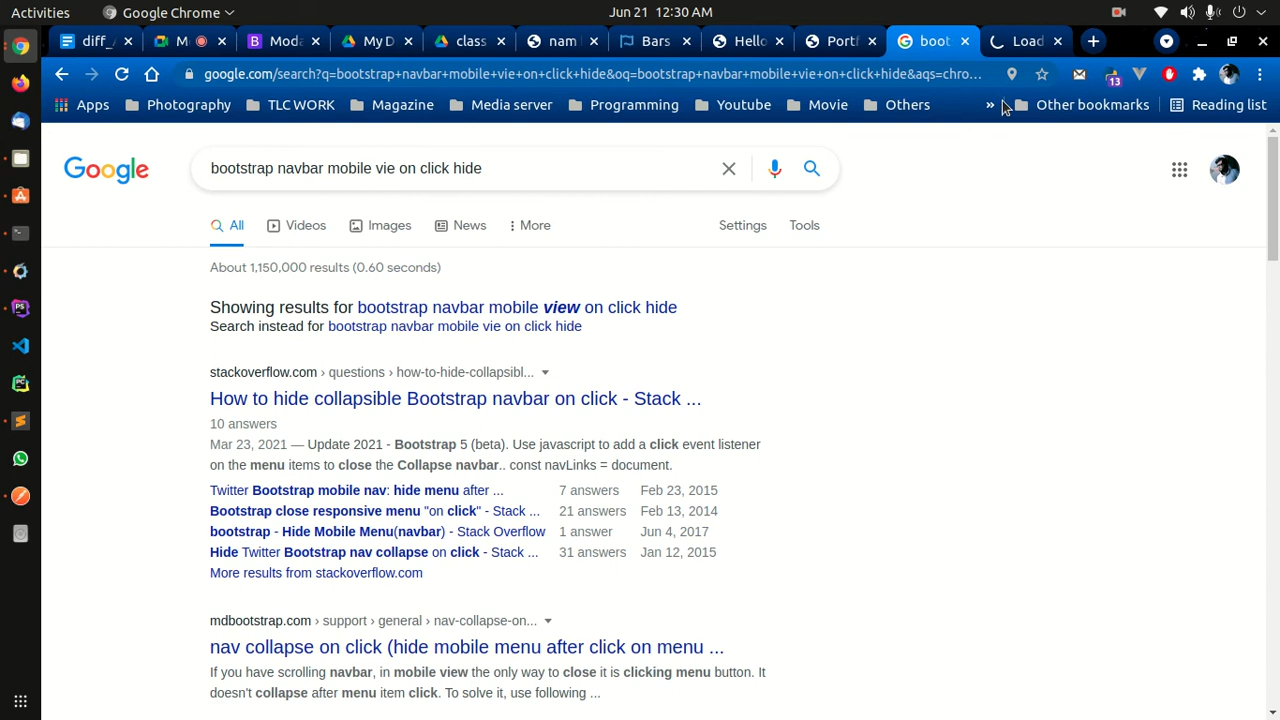 Activities
Google Chrome
Jun 21 12:30 AM
diff_
M
Moda
My D
class
nam
Bars
Hello
Portf
boot
Load
google.com/search?q=bootstrap+navbar+mobile+vie+on+click+hide&oq=bootstrap+navbar+mobile+vie+on+click+hide&aqs=chro...
13
Apps
Photography
TLC WORK
Magazine
Media server
Programming
Youtube
Movie
Others
»
Other bookmarks
Reading list
Google
bootstrap navbar mobile vie on click hide
All
Videos
Images
News
More
Settings
Tools
About 1,150,000 results (0.60 seconds)
Showing results for bootstrap navbar mobile view on click hide
Search instead for bootstrap navbar mobile vie on click hide
stackoverflow.com › questions › how-to-hide-collapsibl...
How to hide collapsible Bootstrap navbar on click - Stack ...
10 answers
Mar 23, 2021 — Update 2021 - Bootstrap 5 (beta). Use javascript to add a click event listener
on the menu items to close the Collapse navbar.. const navLinks = document.
Twitter Bootstrap mobile nav: hide menu after ... 7 answers Feb 23, 2015
Bootstrap close responsive menu "on click" - Stack ... 21 answers Feb 13, 2014
bootstrap - Hide Mobile Menu(navbar) - Stack Overflow 1 answer Jun 4, 2017
Hide Twitter Bootstrap nav collapse on click - Stack ... 31 answers Jan 12, 2015
More results from stackoverflow.com
mdbootstrap.com › support › general › nav-collapse-on...
nav collapse on click (hide mobile menu after click on menu ...
If you have scrolling navbar, in mobile view the only way to close it is clicking menu button. It
doesn't collapse after menu item click. To solve it, use following ...